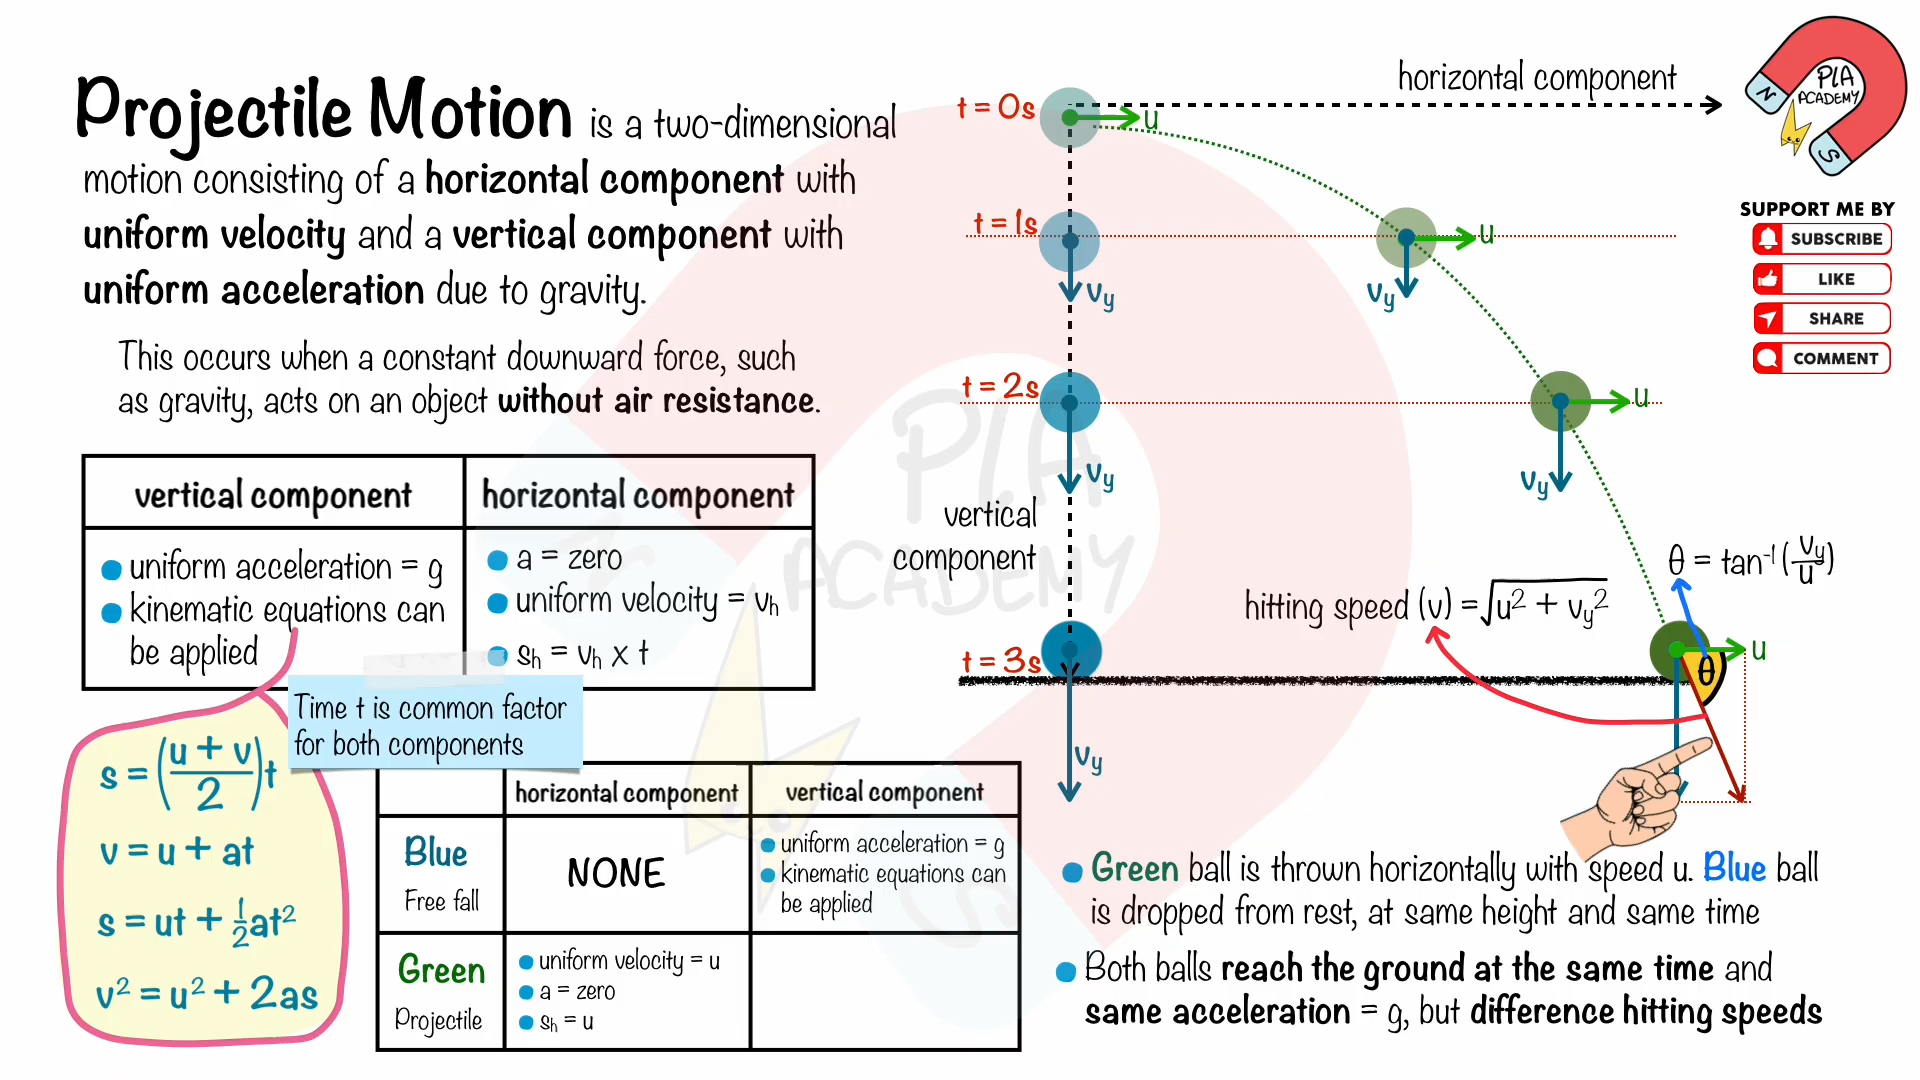 Projectile Motion is a two-dimensional
motion consisting of a horizontal component with
uniform velocity and a vertical component with
uniform acceleration due to gravity.
This occurs when a constant downward force, such
as gravity, acts on an object without air resistance.
vertical component
horizontal component
uniform acceleration = g
kinematic equations can
be applied
a = zero
uniform velocity = vₕ
sₕ = vₕ x t
Time t is common factor
for both components
s = (u + v / 2)t
v = u + at
s = ut + ½at²
v² = u² + 2as
horizontal component
vertical component
Blue
Free fall
NONE
uniform acceleration = g
kinematic equations can
be applied
Green
Projectile
uniform velocity = u
a = zero
sₕ = u
horizontal component
t = 0s
u
t = 1s
vy
u
vy
t = 2s
vy
u
vy
vertical
component
t = 3s
vy
hitting speed (v) = √u² + vy²
θ = tan⁻¹(vy/u)
u
θ
Green ball is thrown horizontally with speed u. Blue ball
is dropped from rest, at same height and same time
Both balls reach the ground at the same time and
same acceleration = g, but difference hitting speeds
N
PLA
ACADEMY
S
SUPPORT ME BY
SUBSCRIBE
LIKE
SHARE
COMMENT
PLA
ACADEMY